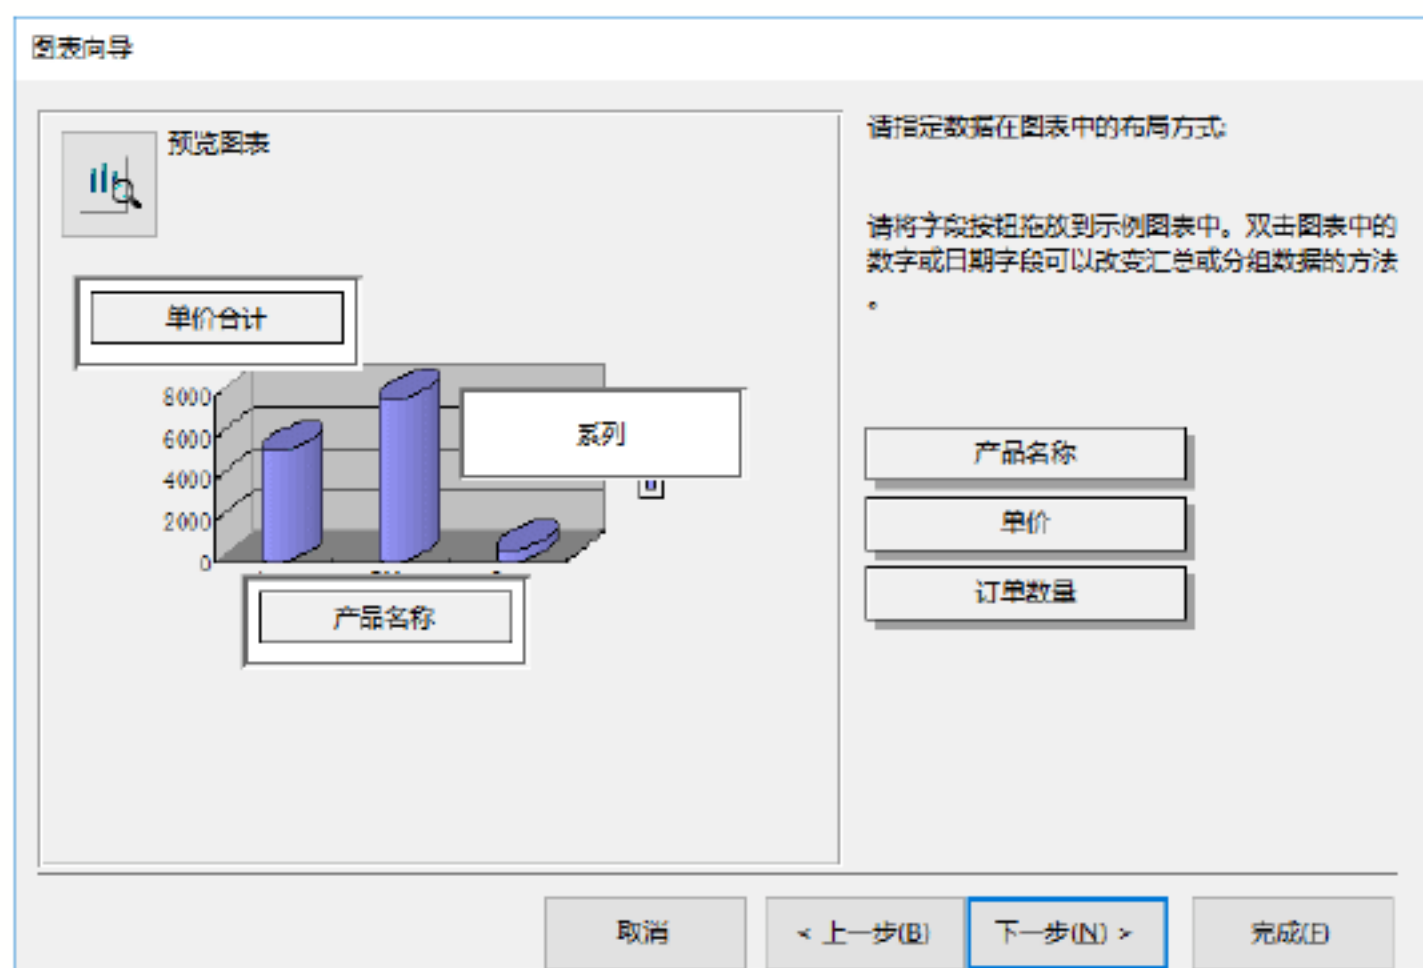 图表向导
预览图表
单价合计
8000
6000
4000
2000
0
系列
产品名称
请指定数据在图表中的布局方式:
请将字段按钮拖放到示例图表中。双击图表中的
数字或日期字段可以改变汇总或分组数据的方法
。
产品名称
单价
订单数量
取消
< 上一步(B)
下一步(N) >
完成(F)